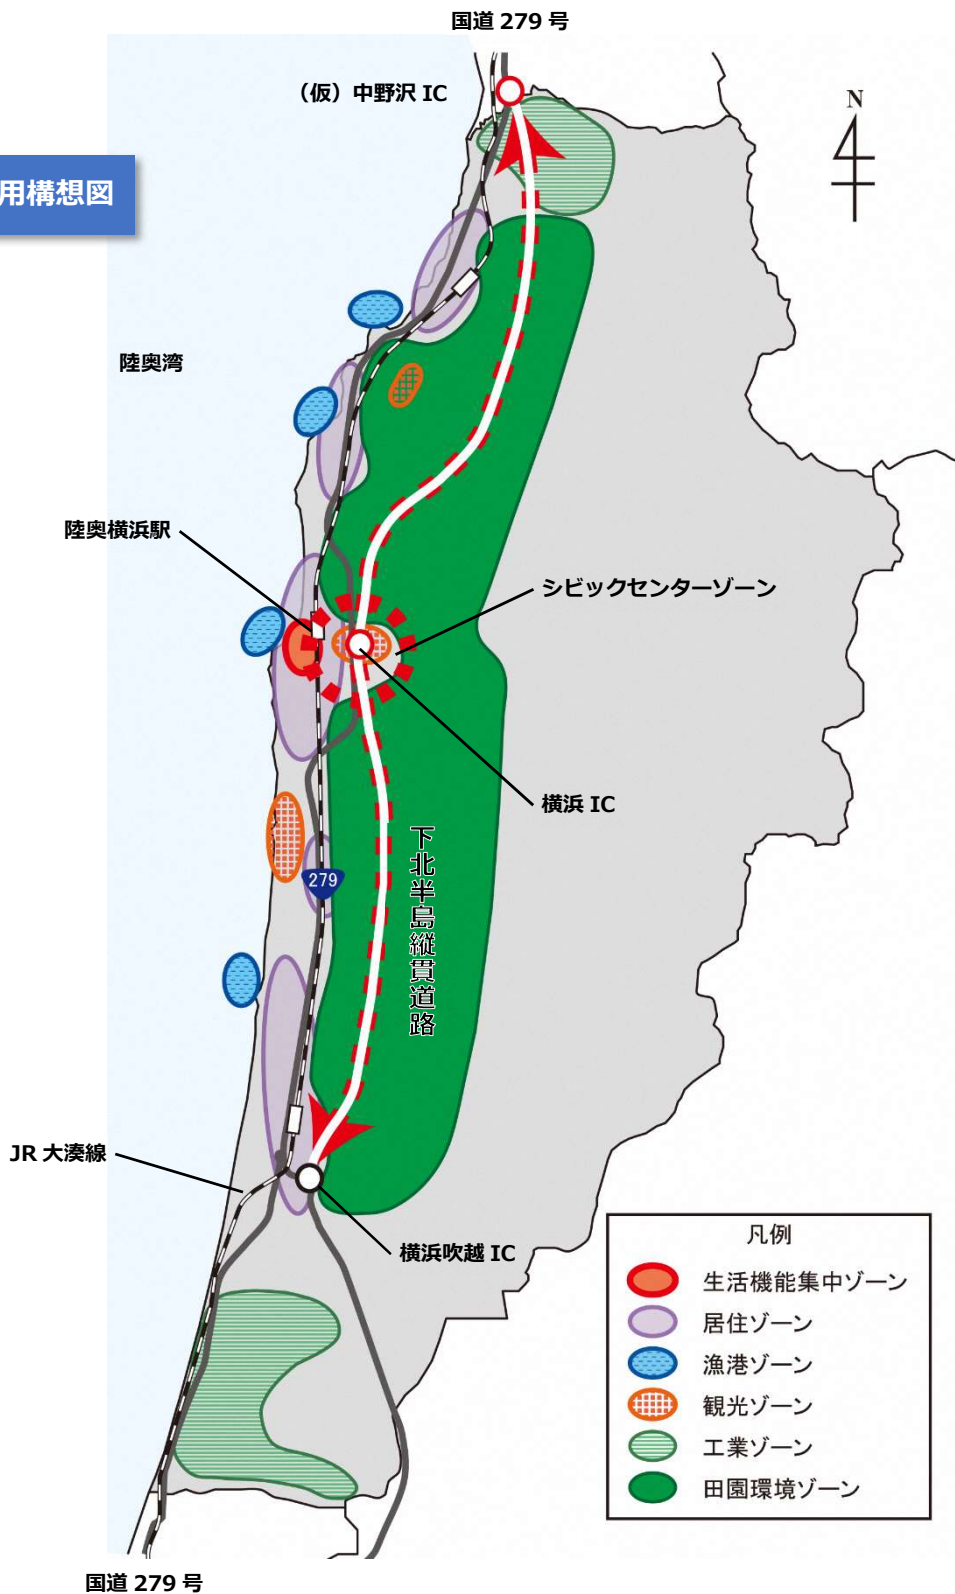 国道 279 号
（仮）中野沢 IC
N
用構想図
陸奥湾
陸奥横浜駅
シビックセンターゾーン
横浜 IC
下北半島縦貫道路
279
JR 大湊線
横浜吹越 IC
凡例
生活機能集中ゾーン
居住ゾーン
漁港ゾーン
観光ゾーン
工業ゾーン
田園環境ゾーン
国道 279 号